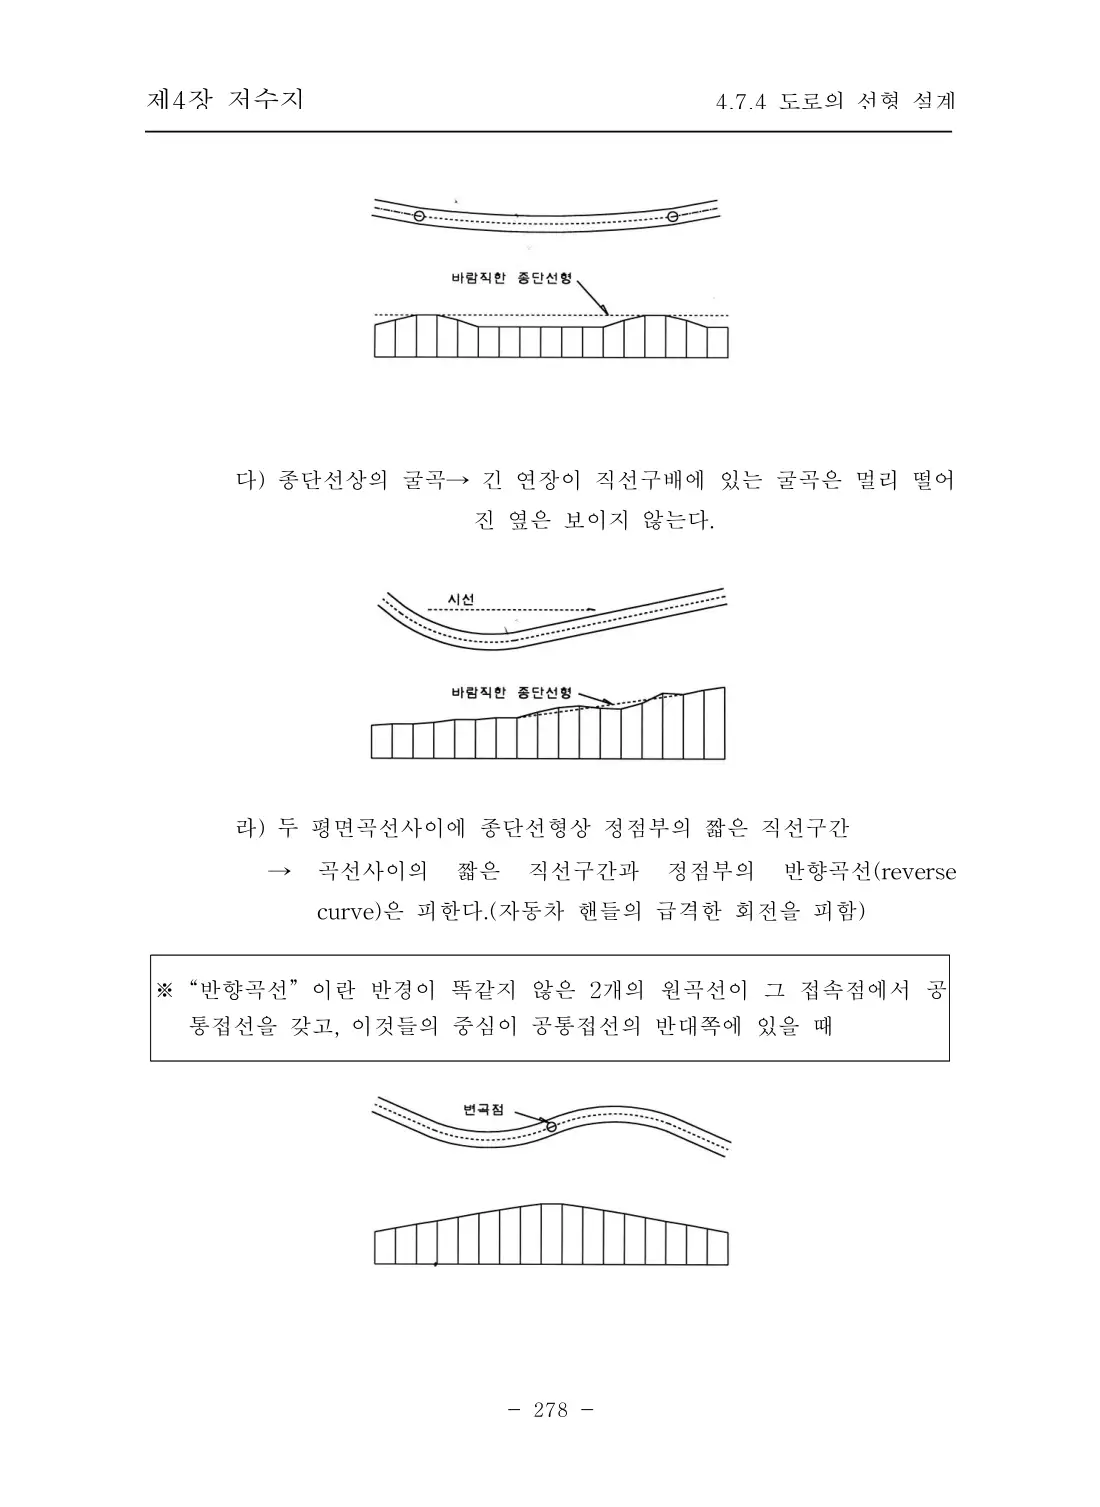 제4장 저수지
4.7.4 도로의 선형 설계
바람직한 종단선형
다) 종단선상의 굴곡→ 긴 연장이 직선구배에 있는 굴곡은 멀리 떨어
진 옆은 보이지 않는다.
시선
바람직한 종단선형
라) 두 평면곡선사이에 종단선형상 정점부의 짧은 직선구간
→ 곡선사이의 짧은 직선구간과 정점부의 반향곡선(reverse
curve)은 피한다.(자동차 핸들의 급격한 회전을 피함)
※ “반향곡선” 이란 반경이 똑같지 않은 2개의 원곡선이 그 접속점에서 공
통접선을 갖고, 이것들의 중심이 공통접선의 반대쪽에 있을 때
변곡점
- 278 -